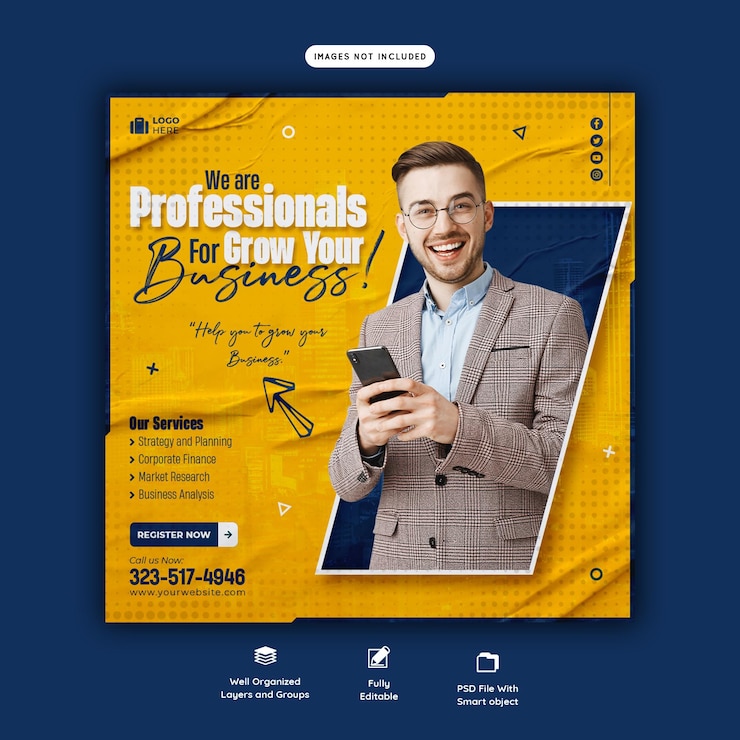 IMAGES NOT INCLUDED
LOGO
HERE
We are
Professionals
For Grow Your
Business!
"Help you to grow your
Business."
Our Services
Strategy and Planning
Corporate Finance
Market Research
Business Analysis
REGISTER NOW
Call us Now:
323-517-4946
www.yourwebsite.com
Well Organized
Layers and Groups
Fully
Editable
PSD File With
Smart object